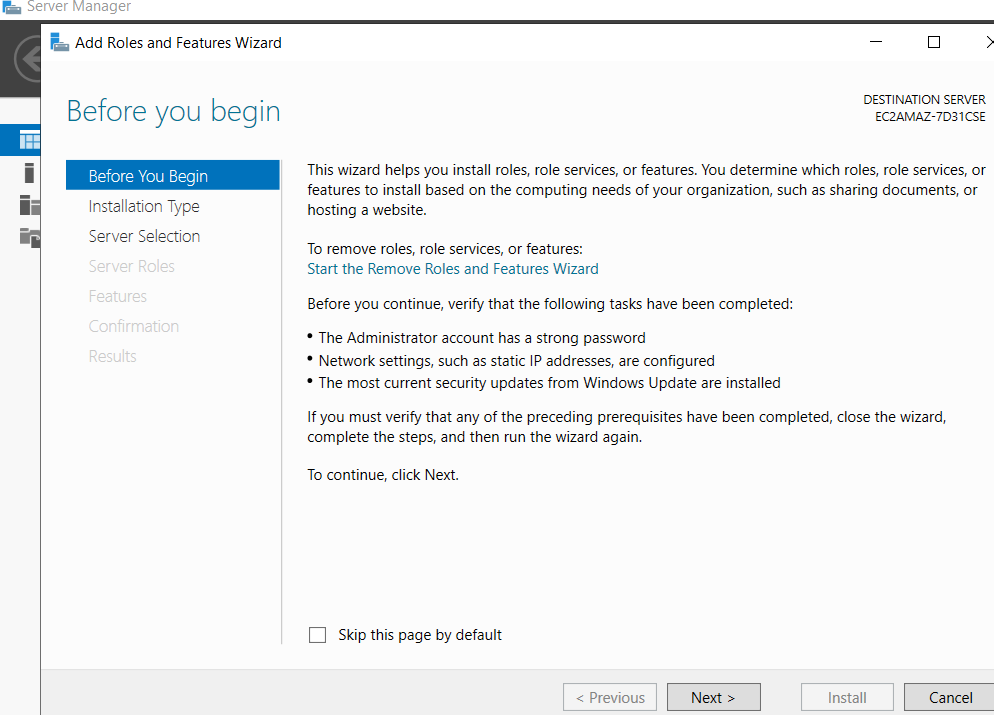 Server Manager
Add Roles and Features Wizard
Before you begin
DESTINATION SERVER
EC2AMAZ-7D31CSE
Before You Begin
Installation Type
Server Selection
Server Roles
Features
Confirmation
Results
This wizard helps you install roles, role services, or features. You determine which roles, role services, or
features to install based on the computing needs of your organization, such as sharing documents, or
hosting a website.
To remove roles, role services, or features:
Start the Remove Roles and Features Wizard
Before you continue, verify that the following tasks have been completed:
• The Administrator account has a strong password
• Network settings, such as static IP addresses, are configured
• The most current security updates from Windows Update are installed
If you must verify that any of the preceding prerequisites have been completed, close the wizard,
complete the steps, and then run the wizard again.
To continue, click Next.
Skip this page by default
< Previous
Next >
Install
Cancel